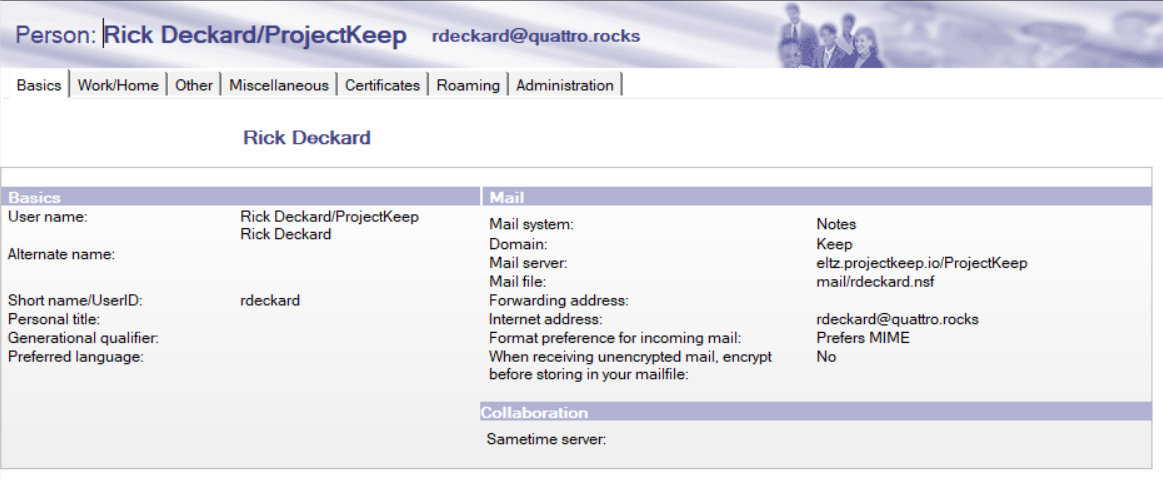 Person: Rick Deckard/ProjectKeep rdeckard@quattro.rocks
Basics Work/Home Other Miscellaneous Certificates Roaming Administration
Rick Deckard
Basics
User name: Rick Deckard/ProjectKeep
Rick Deckard
Alternate name:
Short name/UserID: rdeckard
Personal title:
Generational qualifier:
Preferred language:
Mail
Mail system: Notes
Domain: Keep
Mail server: eltz.projectkeep.io/ProjectKeep
Mail file: mail/rdeckard.nsf
Forwarding address:
Internet address: rdeckard@quattro.rocks
Format preference for incoming mail: Prefers MIME
When receiving unencrypted mail, encrypt No
before storing in your mailfile:
Collaboration
Sametime server: